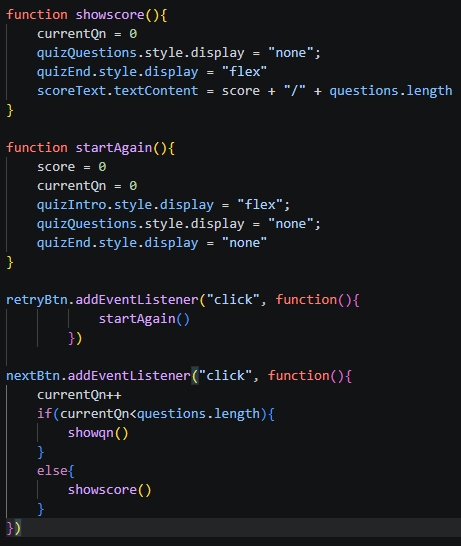 function showscore(){
    currentQn = 0
    quizQuestions.style.display = "none";
    quizEnd.style.display = "flex"
    scoreText.textContent = score + "/" + questions.length
}

function startAgain(){
    score = 0
    currentQn = 0
    quizIntro.style.display = "flex";
    quizQuestions.style.display = "none";
    quizEnd.style.display = "none"
}

retryBtn.addEventListener("click", function(){
            startAgain()
        })

nextBtn.addEventListener("click", function(){
    currentQn++
    if(currentQn<questions.length){
        showqn()
    }
    else{
        showscore()
    }
})